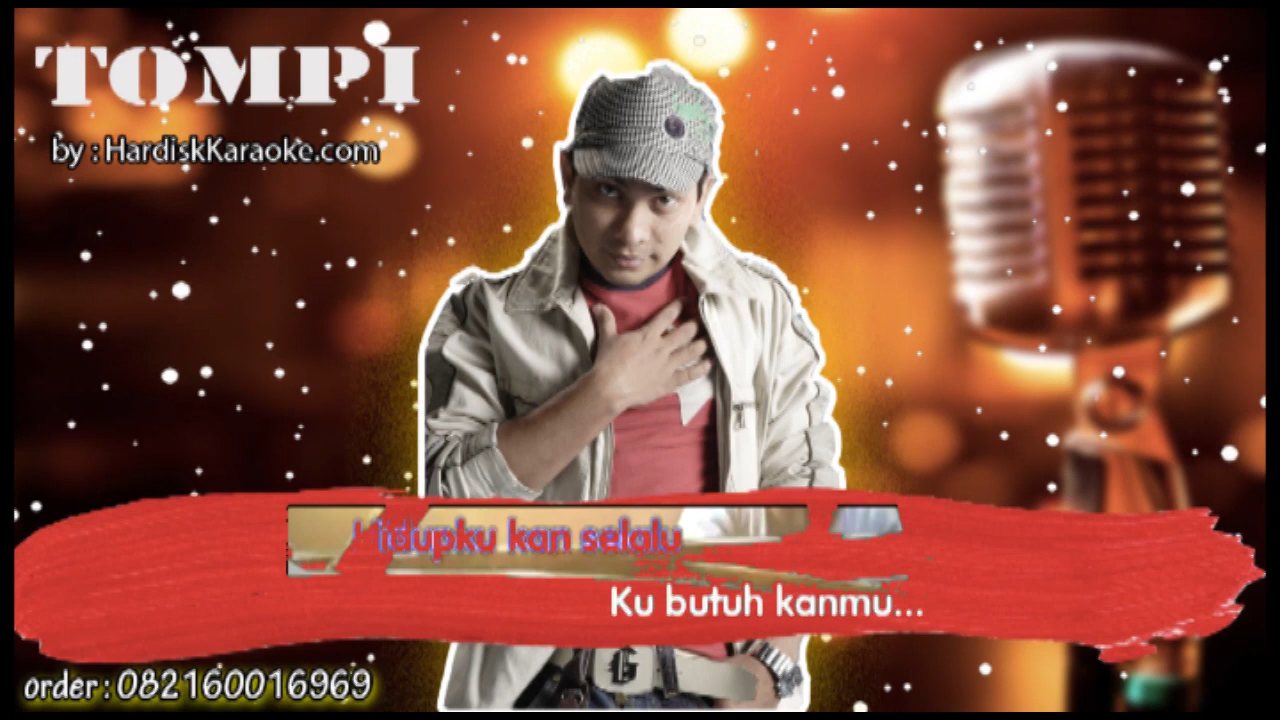 TOMPI
by : HardiskKaraoke.com
Hidupku kan selalu
Ku butuh kanmu...
G
order : 082160016969